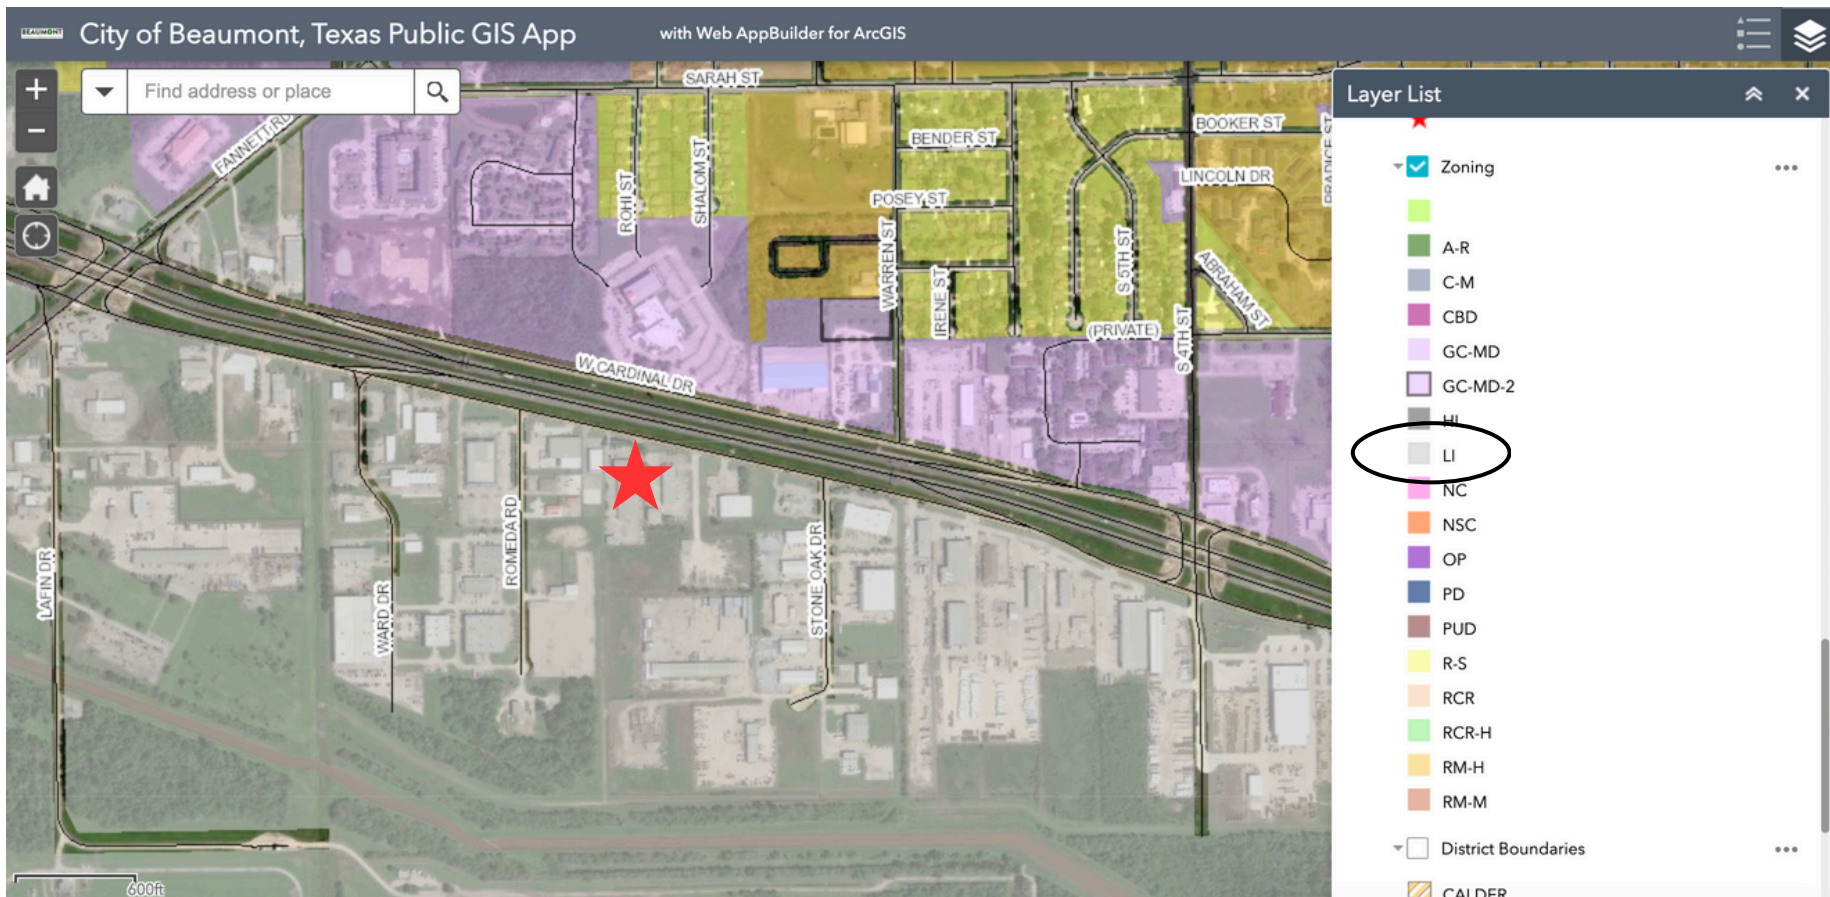 BEAUMONT
City of Beaumont, Texas Public GIS App
with Web AppBuilder for ArcGIS
+
Find address or place
−
SARAH ST
FANNETT RD
ROHI ST
SHALOM ST
BENDER ST
POSEY ST
WARREN ST
IRENE ST
S 5TH ST
(PRIVATE)
BOOKER ST
LINCOLN DR
ABRAHAM ST
S 4TH ST
W CARDINAL DR
LAFIN DR
WARD DR
ROMEDA RD
STONE OAK DR
600ft
Layer List
Zoning
A-R
C-M
CBD
GC-MD
GC-MD-2
HI
LI
NC
NSC
OP
PD
PUD
R-S
RCR
RCR-H
RM-H
RM-M
District Boundaries
CALDER